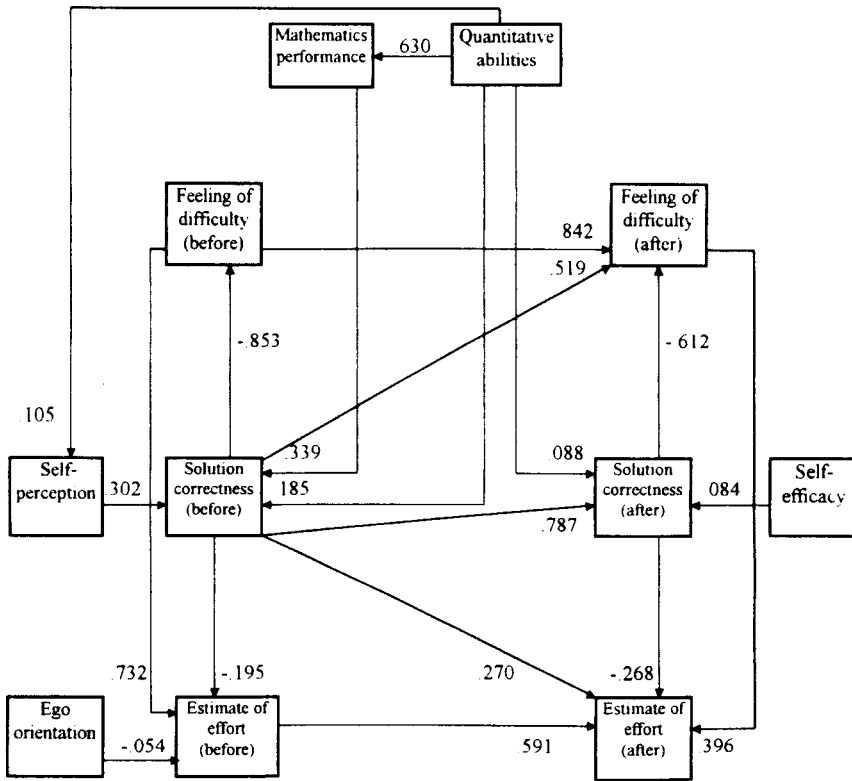 Mathematics
performance
.630
Quantitative
abilities
Feeling of
difficulty
(before)
Feeling of
difficulty
(after)
842
.519
-.853
-.612
.105
.339
.088
Self-
perception
.302
Solution
correctness
(before)
185
Solution
correctness
(after)
084
Self-
efficacy
.787
.732
-.195
.270
-.268
Ego
orientation
-.054
Estimate of
effort
(before)
.591
Estimate of
effort
(after)
.396